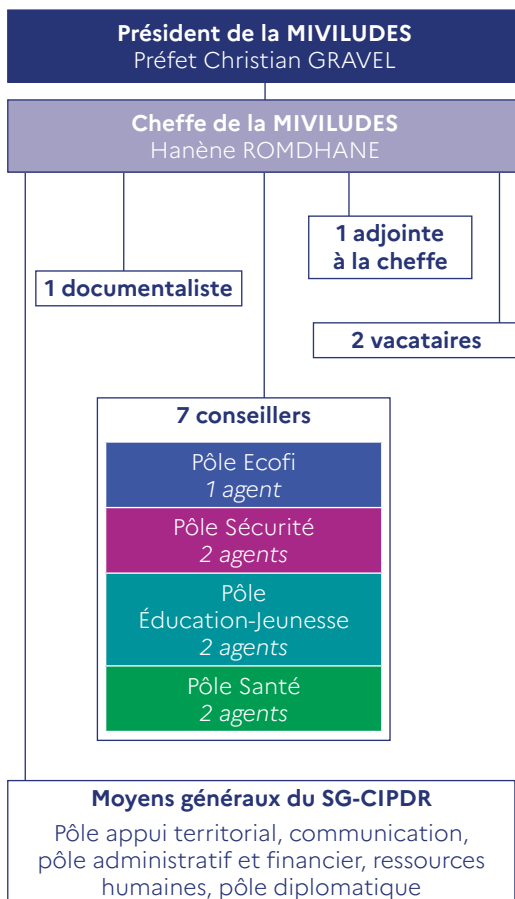 Président de la MIVILUDES
Préfet Christian GRAVEL
Cheffe de la MIVILUDES
Hanène ROMDHANE
1 adjointe
à la cheffe
1 documentaliste
2 vacataires
7 conseillers
Pôle Ecofi
1 agent
Pôle Sécurité
2 agents
Pôle
Éducation-Jeunesse
2 agents
Pôle Santé
2 agents
Moyens généraux du SG-CIPDR
Pôle appui territorial, communication,
pôle administratif et financier, ressources
humaines, pôle diplomatique